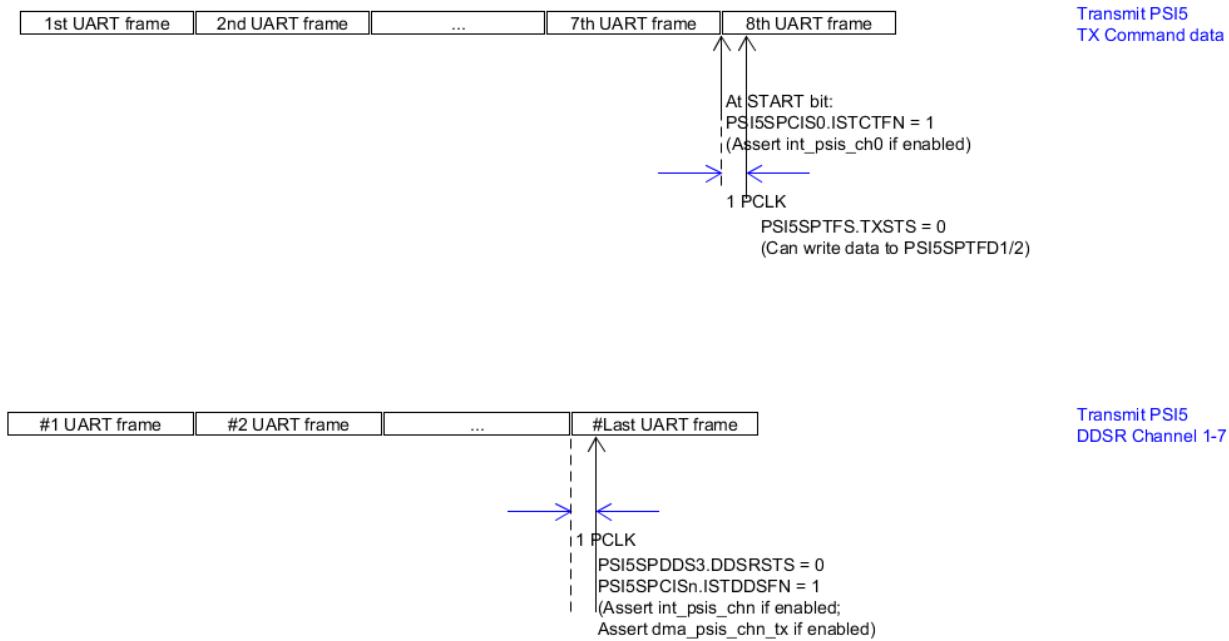 1st UART frame 2nd UART frame ... 7th UART frame 8th UART frame
Transmit PSI5
TX Command data
At START bit:
PSI5SPCIS0.ISTCTFN = 1
(Assert int_psis_ch0 if enabled)
1 PCLK
PSI5SPTFS.TXSTS = 0
(Can write data to PSI5SPTFD1/2)
#1 UART frame #2 UART frame ... #Last UART frame
Transmit PSI5
DDSR Channel 1-7
1 PCLK
PSI5SPDDS3.DDSRSTS = 0
PSI5SPCISn.ISTDDSFN = 1
(Assert int_psis_chn if enabled;
Assert dma_psis_chn_tx if enabled)